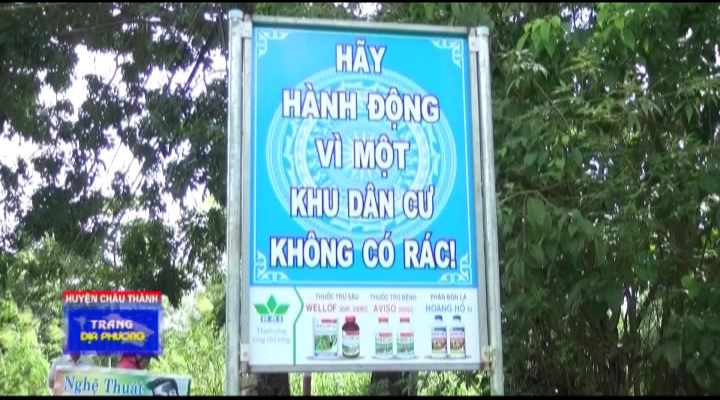 HÃY
HÀNH ĐỘNG
VÌ MỘT
KHU DÂN CƯ
KHÔNG CÓ RÁC!
THUỐC TRỪ SÂU
WELLOF
THUỐC TRỪ BỆNH
AVISO
PHÂN BÓN LÁ
HOÀNG HỔ
HUYỆN CHÂU THÀNH
TRANG
ĐỊA PHƯƠNG
Nghệ Thuật